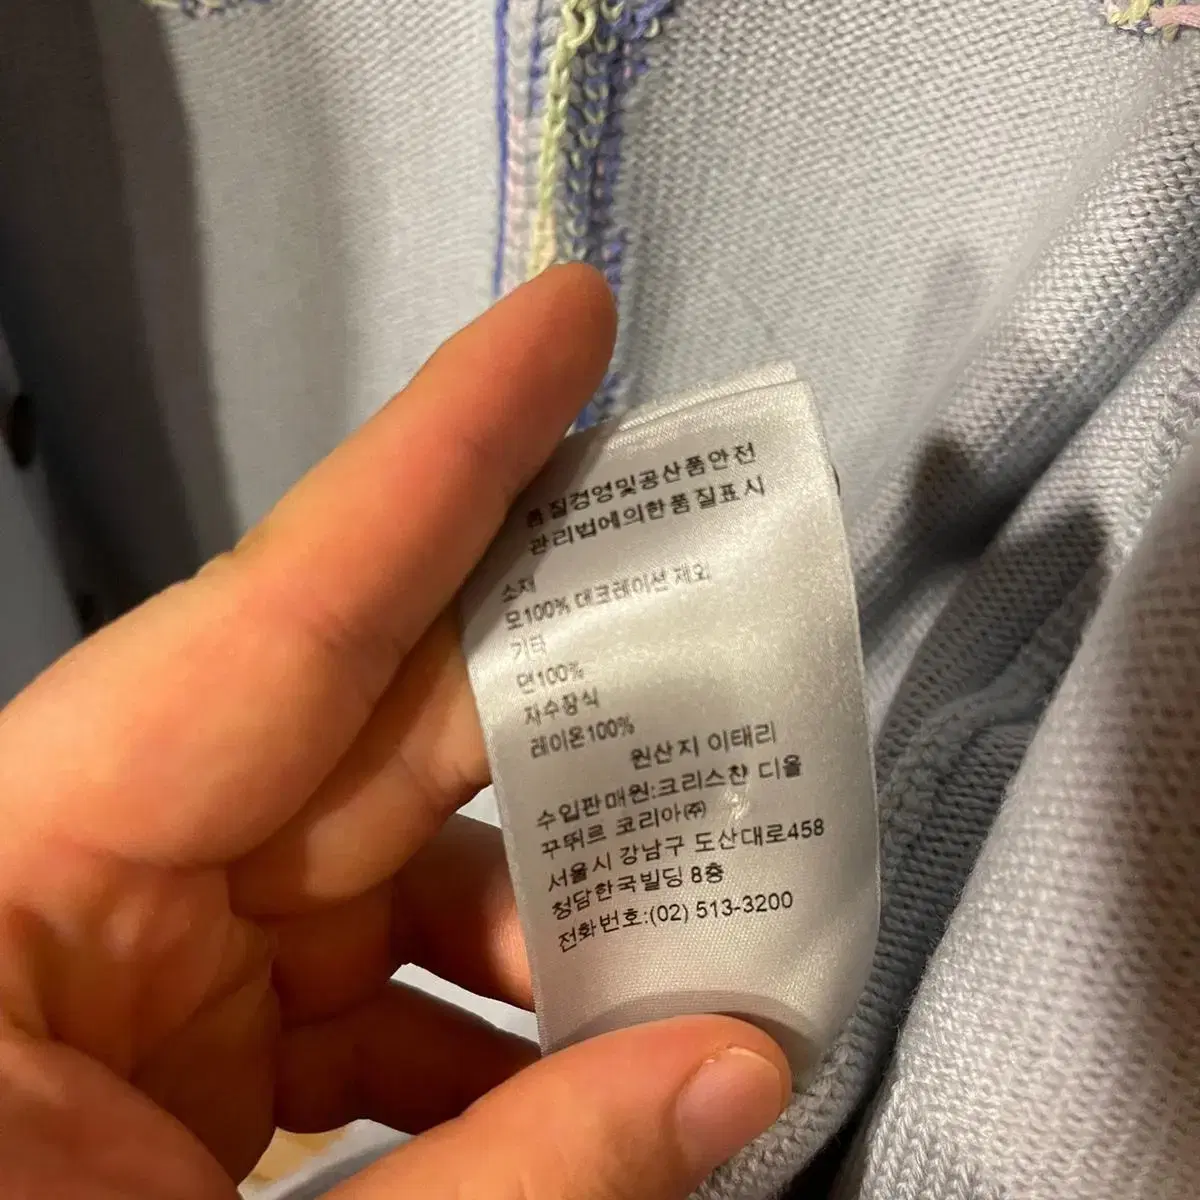 품질경영및공산품안전
관리법에의한품질표시
소재
모100% 데코레이션 제외
기타
면100%
자수장식
레이온100%
원산지 이태리
수입판매원:크리스챤 디올
꾸뛰르 코리아㈜
서울시 강남구 도산대로458
청담한국빌딩 8층
전화번호:(02) 513-3200